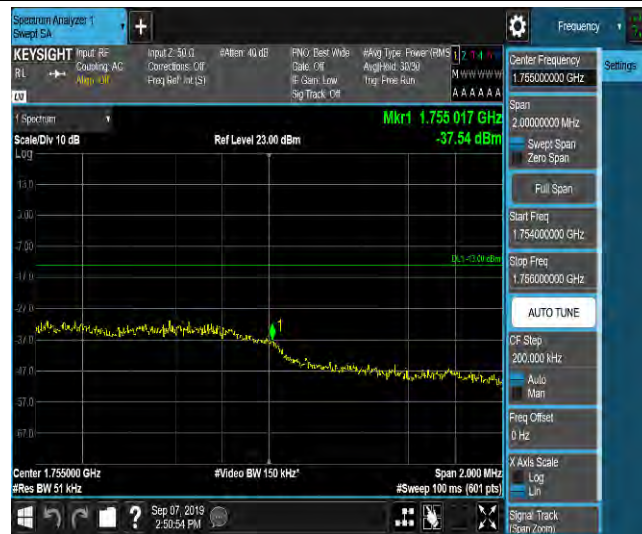 Spectrum Analyzer 1
Swept SA
Frequency
KEYSIGHT
RL
Input: RF
Coupling: AC
Align: Off
Input Z: 50 Ω
Corrections: Off
Freq Ref: Int (S)
#Atten: 40 dB
PNO: Best Wide
Gate: Off
IF Gain: Low
Sig Track: Off
#Avg Type: Power (RMS
Avg|Hold: 30/30
Trig: Free Run
M W W W W W
A A A A A A
LXI
1 Spectrum
Scale/Div 10 dB
Log
Ref Level 23.00 dBm
Mkr1 1.755 017 GHz
-37.54 dBm
13.0
3.00
-7.00
-17.0
-27.0
-37.0
-47.0
-57.0
-67.0
DL1 -13.00 dBm
1
Center 1.755000 GHz
#Res BW 51 kHz
#Video BW 150 kHz*
Span 2.000 MHz
#Sweep 100 ms (601 pts)
Sep 07, 2019
2:50:54 PM
Center Frequency
1.755000000 GHz
Settings
Span
2.00000000 MHz
Swept Span
Zero Span
Full Span
Start Freq
1.754000000 GHz
Stop Freq
1.756000000 GHz
AUTO TUNE
CF Step
200.000 kHz
Auto
Man
Freq Offset
0 Hz
X Axis Scale
Log
Lin
Signal Track
(Span Zoom)